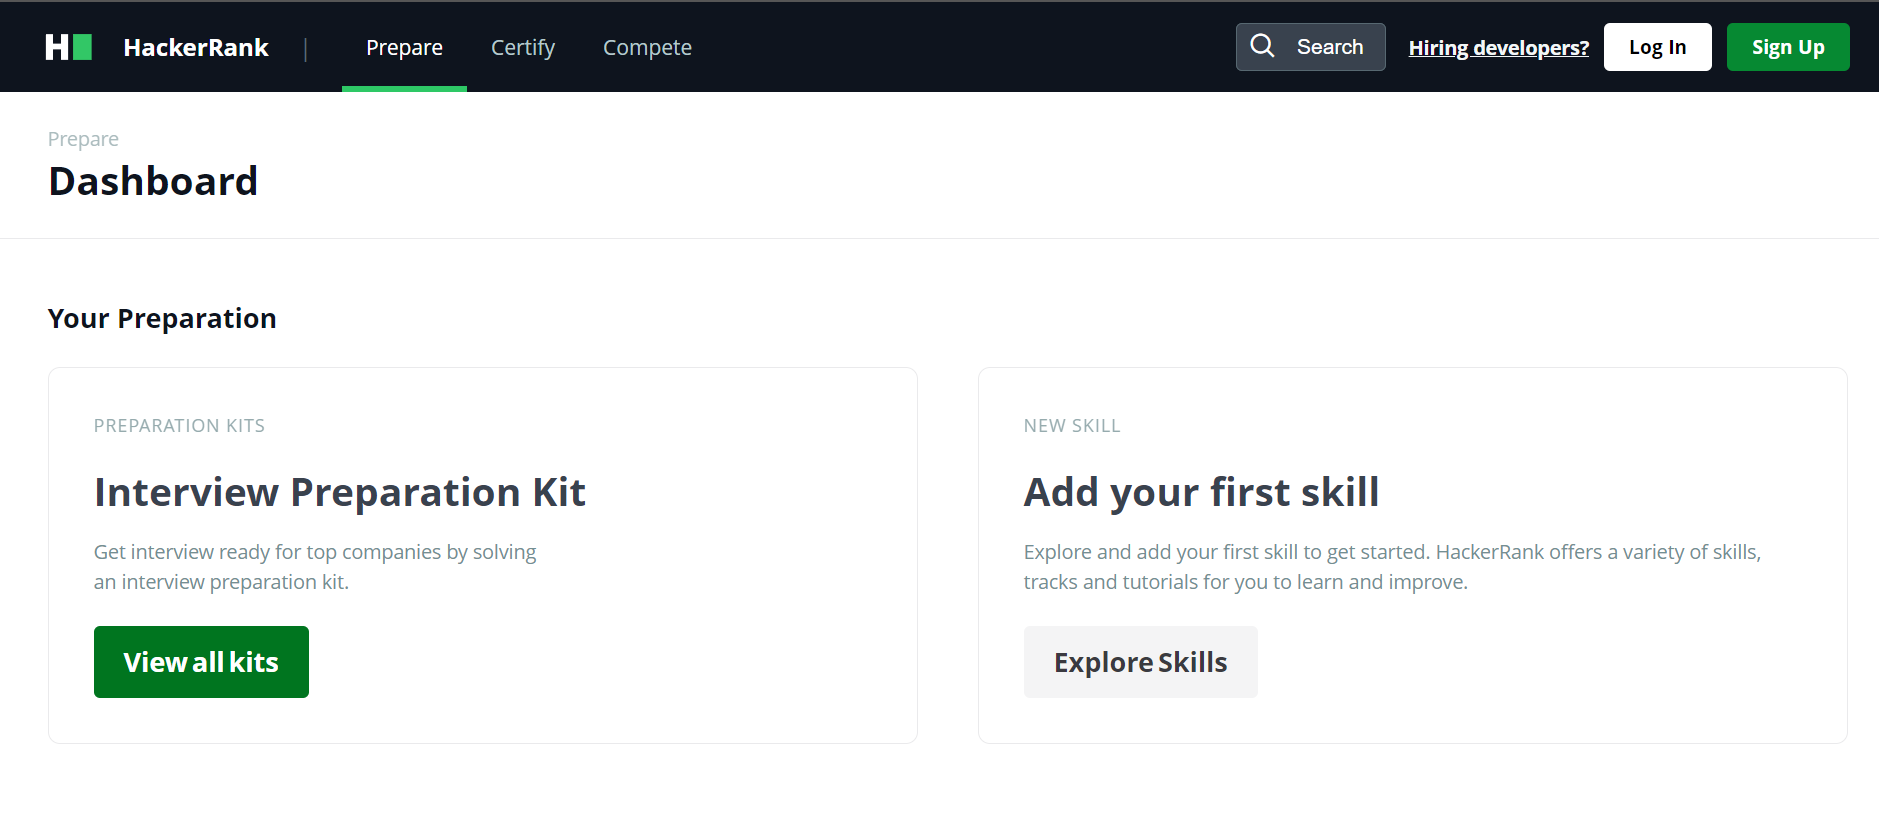 H
HackerRank | Prepare Certify Compete Search Hiring developers? Log In Sign Up
Prepare
Dashboard
Your Preparation
PREPARATION KITS
Interview Preparation Kit
Get interview ready for top companies by solving
an interview preparation kit.
View all kits
NEW SKILL
Add your first skill
Explore and add your first skill to get started. HackerRank offers a variety of skills,
tracks and tutorials for you to learn and improve.
Explore Skills